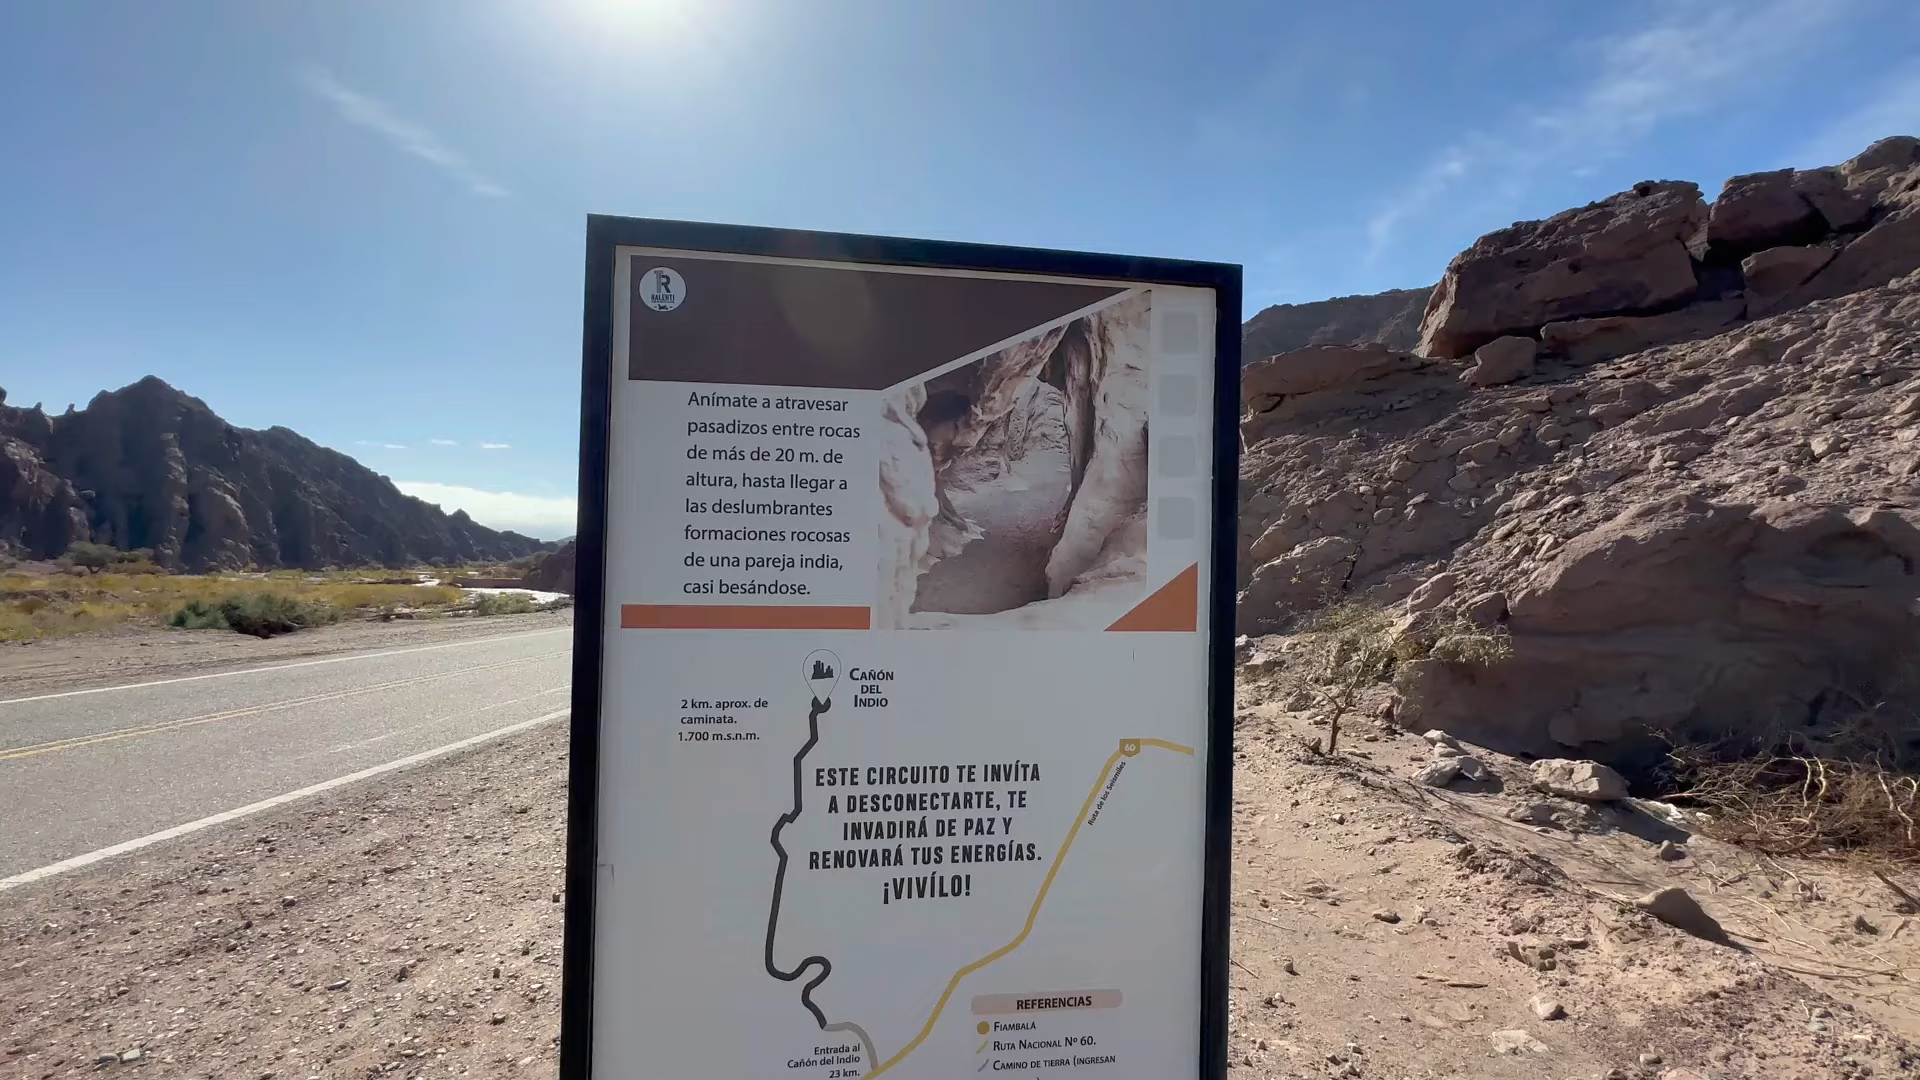 RALENTI
Anímate a atravesar
pasadizos entre rocas
de más de 20 m. de
altura, hasta llegar a
las deslumbrantes
formaciones rocosas
de una pareja india,
casi besándose.
CAÑÓN
DEL
INDIO
2 km. aprox. de
caminata.
1.700 m.s.n.m.
60
Ruta de los Seismiles
ESTE CIRCUITO TE INVÍTA
A DESCONECTARTE, TE
INVADIRÁ DE PAZ Y
RENOVARÁ TUS ENERGÍAS.
¡VIVÍLO!
REFERENCIAS
FIAMBALÁ
RUTA NACIONAL Nº 60.
CAMINO DE TIERRA (INGRESAN
Entrada al
Cañón del Indio
23 km.